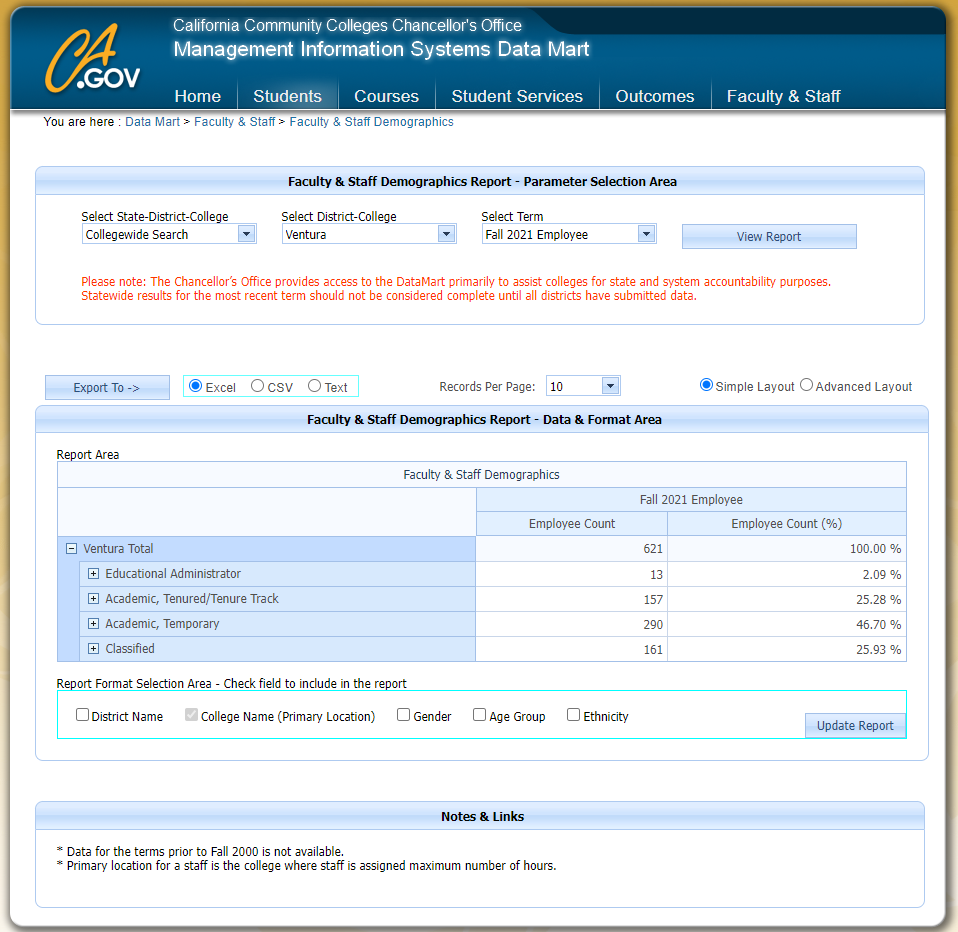 CA
.GOV
California Community Colleges Chancellor's Office
Management Information Systems Data Mart
Home Students Courses Student Services Outcomes Faculty & Staff
You are here : Data Mart > Faculty & Staff > Faculty & Staff Demographics
Faculty & Staff Demographics Report - Parameter Selection Area
Select State-District-College Select District-College Select Term
Collegewide Search Ventura Fall 2021 Employee View Report
Please note: The Chancellor's Office provides access to the DataMart primarily to assist colleges for state and system accountability purposes.
Statewide results for the most recent term should not be considered complete until all districts have submitted data.
Export To -> Excel CSV Text Records Per Page: 10 Simple Layout Advanced Layout
Faculty & Staff Demographics Report - Data & Format Area
Report Area
Faculty & Staff Demographics
Fall 2021 Employee
Employee Count Employee Count (%)
Ventura Total 621 100.00 %
Educational Administrator 13 2.09 %
Academic, Tenured/Tenure Track 157 25.28 %
Academic, Temporary 290 46.70 %
Classified 161 25.93 %
Report Format Selection Area - Check field to include in the report
District Name College Name (Primary Location) Gender Age Group Ethnicity
Update Report
Notes & Links
* Data for the terms prior to Fall 2000 is not available.
* Primary location for a staff is the college where staff is assigned maximum number of hours.